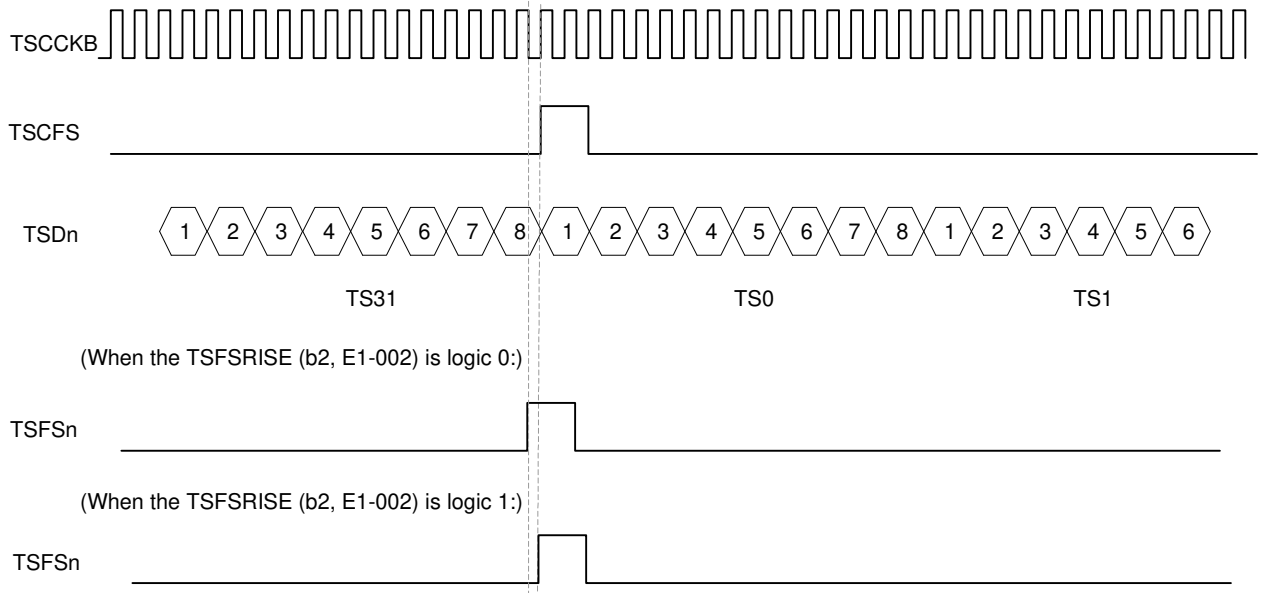 TSCCKB
TSCFS
TSDn 1 2 3 4 5 6 7 8 1 2 3 4 5 6 7 8 1 2 3 4 5 6
TS31 TS0 TS1
(When the TSFSRISE (b2, E1-002) is logic 0:)
TSFSn
(When the TSFSRISE (b2, E1-002) is logic 1:)
TSFSn